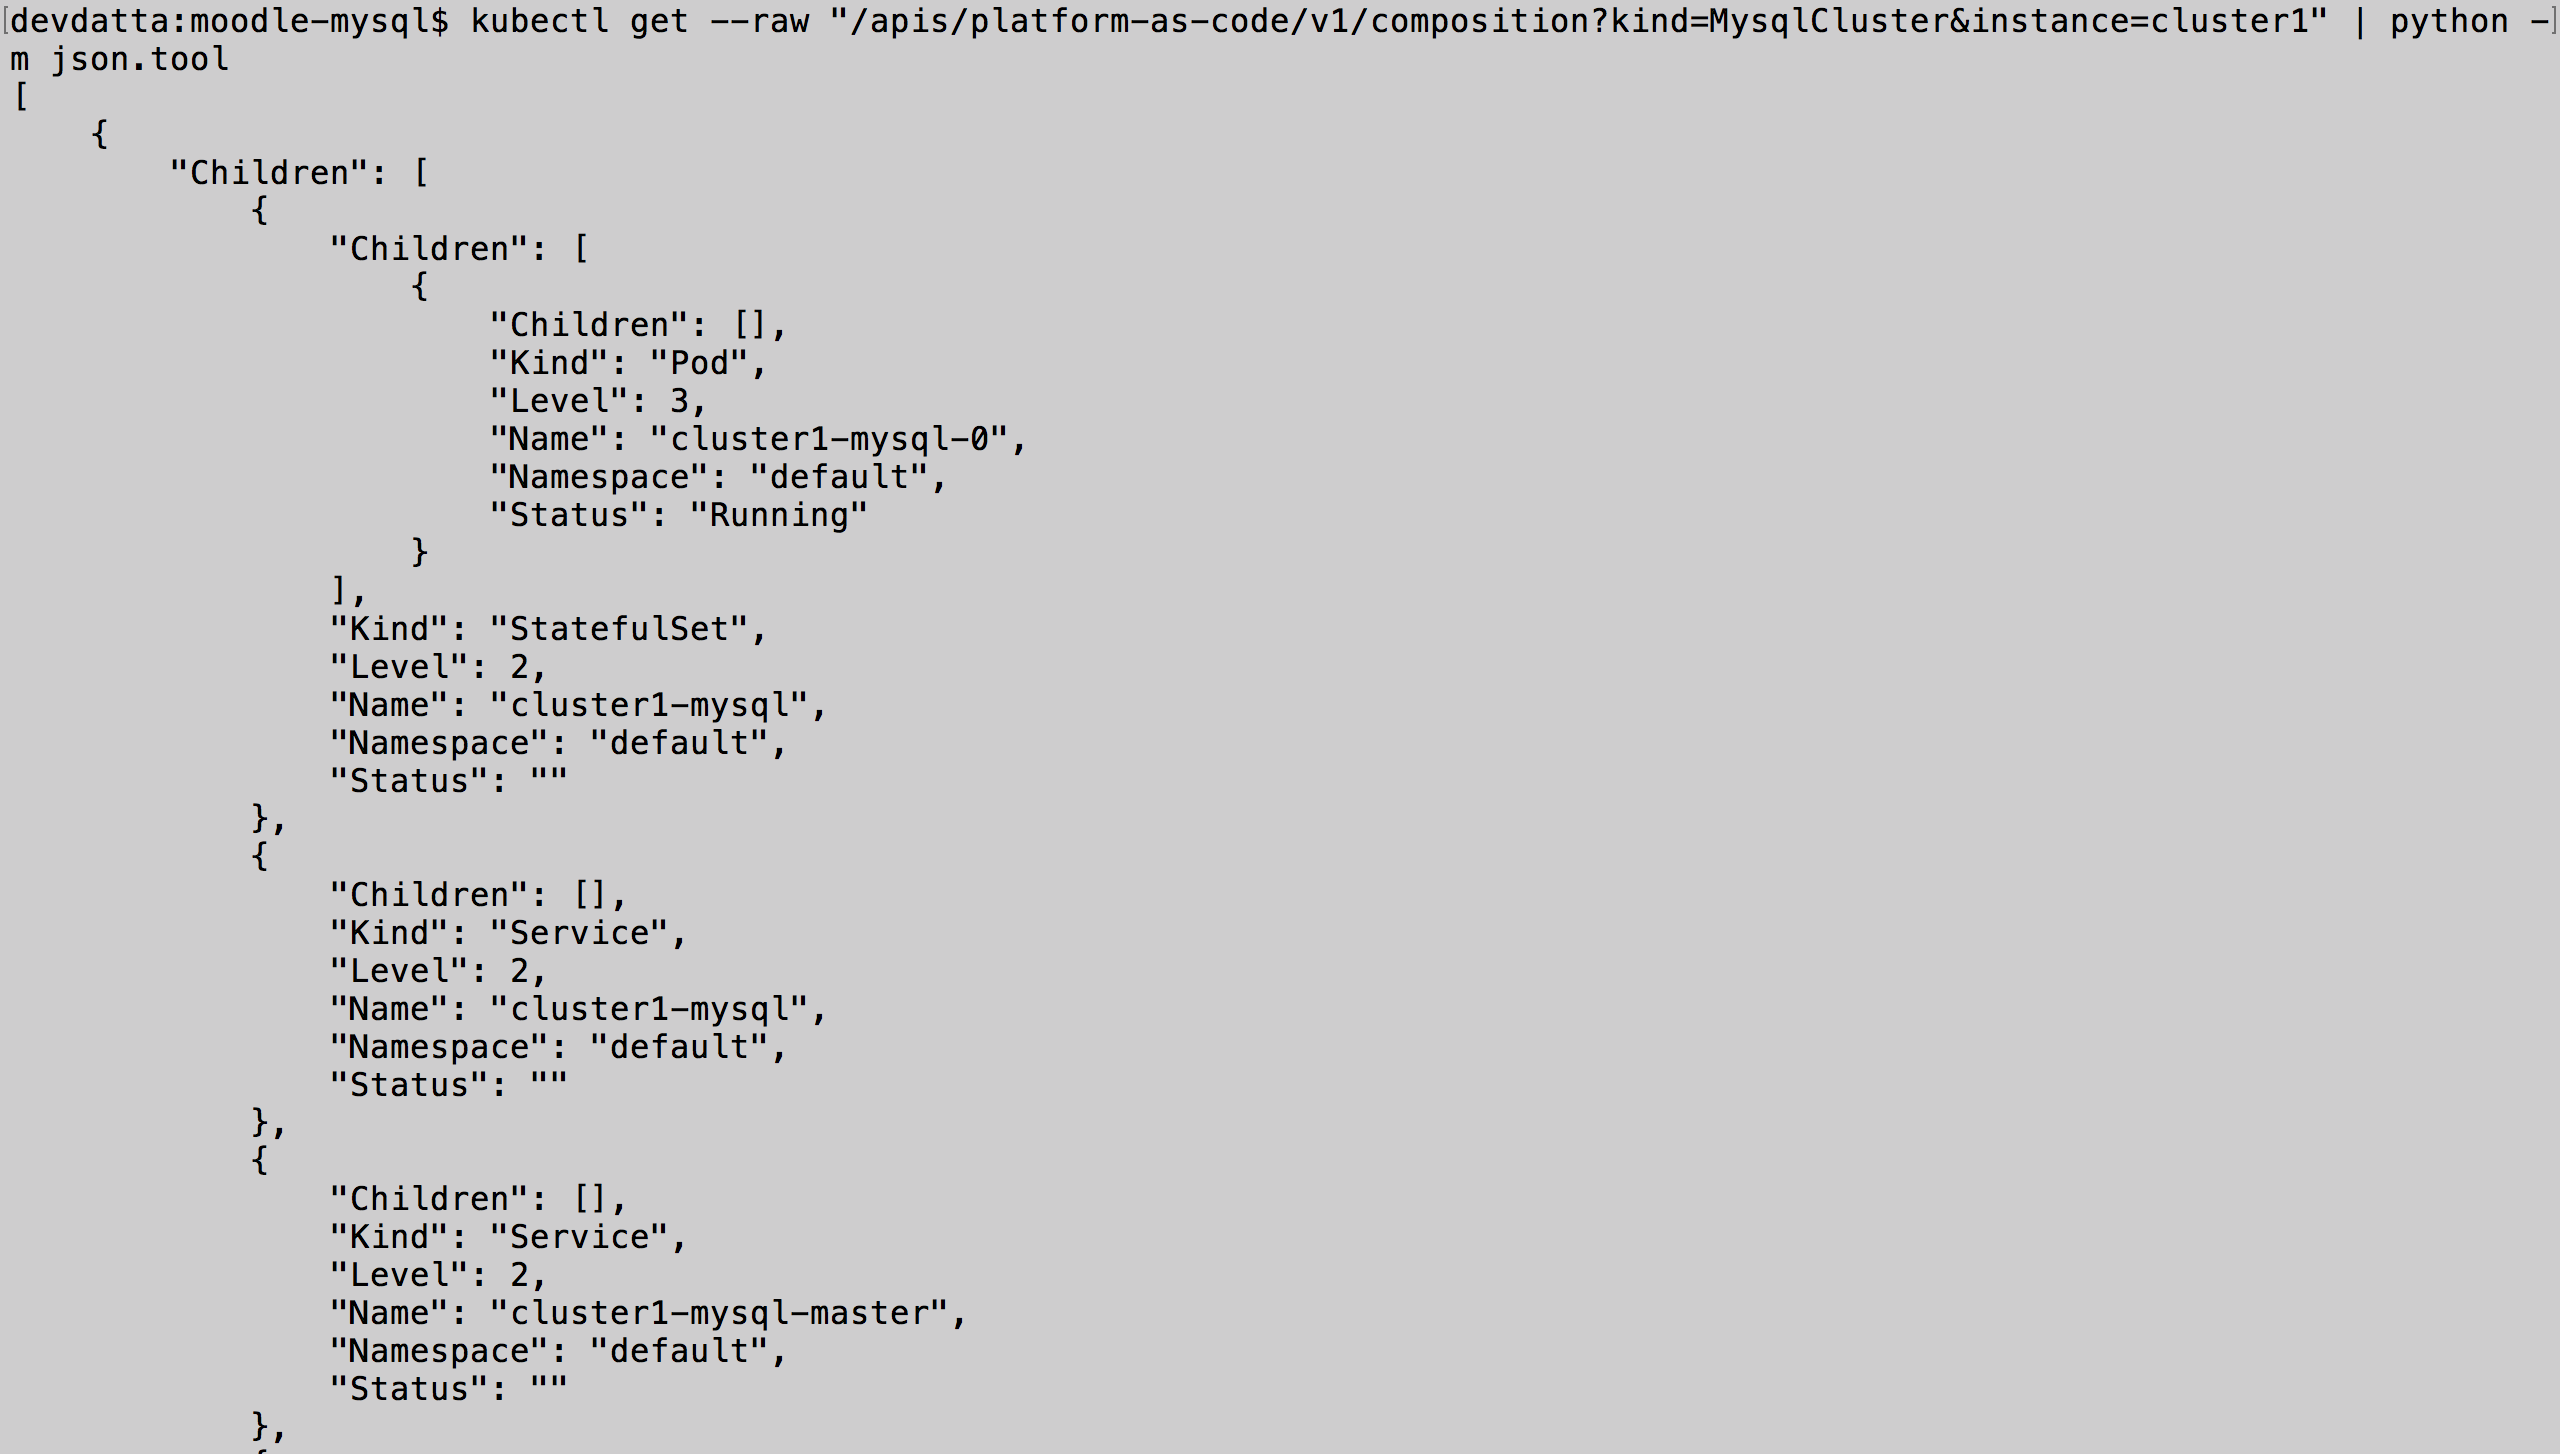 devdatta:moodle-mysql$ kubectl get --raw "/apis/platform-as-code/v1/composition?kind=MysqlCluster&instance=cluster1" | python -
m json.tool
[
    {
        "Children": [
            {
                "Children": [
                    {
                        "Children": [],
                        "Kind": "Pod",
                        "Level": 3,
                        "Name": "cluster1-mysql-0",
                        "Namespace": "default",
                        "Status": "Running"
                    }
                ],
                "Kind": "StatefulSet",
                "Level": 2,
                "Name": "cluster1-mysql",
                "Namespace": "default",
                "Status": ""
            },
            {
                "Children": [],
                "Kind": "Service",
                "Level": 2,
                "Name": "cluster1-mysql",
                "Namespace": "default",
                "Status": ""
            },
            {
                "Children": [],
                "Kind": "Service",
                "Level": 2,
                "Name": "cluster1-mysql-master",
                "Namespace": "default",
                "Status": ""
            },